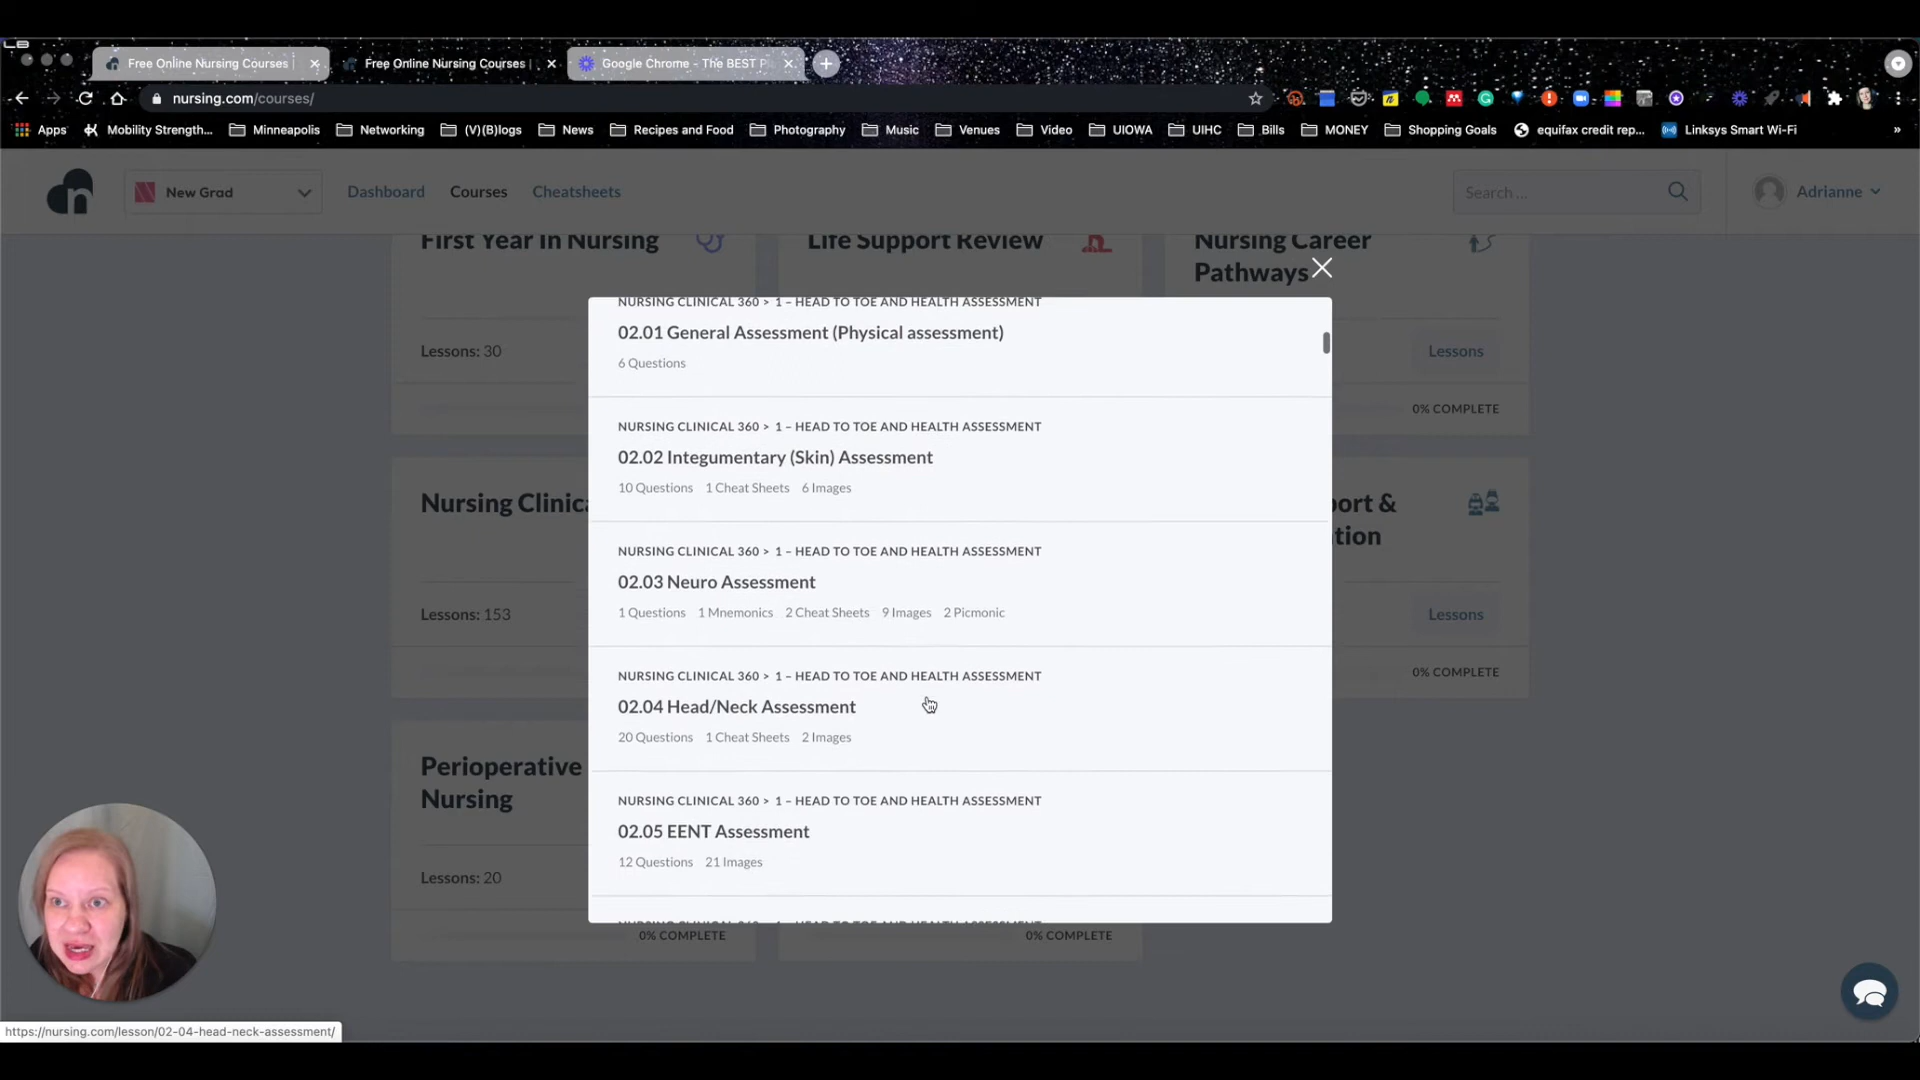 Free Online Nursing Courses |
Free Online Nursing Courses |
Google Chrome - The BEST P
nursing.com/courses/
Apps
Mobility Strength...
Minneapolis
Networking
(V)(B)logs
News
Recipes and Food
Photography
Music
Venues
Video
UIOWA
UIHC
Bills
MONEY
Shopping Goals
equifax credit rep...
Linksys Smart Wi-Fi
»
n
New Grad
Dashboard
Courses
Cheatsheets
Search ...
Adrianne
First Year In Nursing
Life Support Review
Nursing Career
Pathways
Lessons: 30
Lessons
0% COMPLETE
NURSING CLINICAL 360 > 1 – HEAD TO TOE AND HEALTH ASSESSMENT
02.01 General Assessment (Physical assessment)
6 Questions
NURSING CLINICAL 360 > 1 – HEAD TO TOE AND HEALTH ASSESSMENT
02.02 Integumentary (Skin) Assessment
10 Questions 1 Cheat Sheets 6 Images
NURSING CLINICAL 360 > 1 – HEAD TO TOE AND HEALTH ASSESSMENT
02.03 Neuro Assessment
1 Questions 1 Mnemonics 2 Cheat Sheets 9 Images 2 Picmonic
NURSING CLINICAL 360 > 1 – HEAD TO TOE AND HEALTH ASSESSMENT
02.04 Head/Neck Assessment
20 Questions 1 Cheat Sheets 2 Images
NURSING CLINICAL 360 > 1 – HEAD TO TOE AND HEALTH ASSESSMENT
02.05 EENT Assessment
12 Questions 21 Images
NURSING CLINICAL 360 > 1 – HEAD TO TOE AND HEALTH ASSESSMENT
Nursing Clinic
ort &
tion
Lessons: 153
Lessons
0% COMPLETE
Perioperative
Nursing
Lessons: 20
0% COMPLETE
0% COMPLETE
https://nursing.com/lesson/02-04-head-neck-assessment/